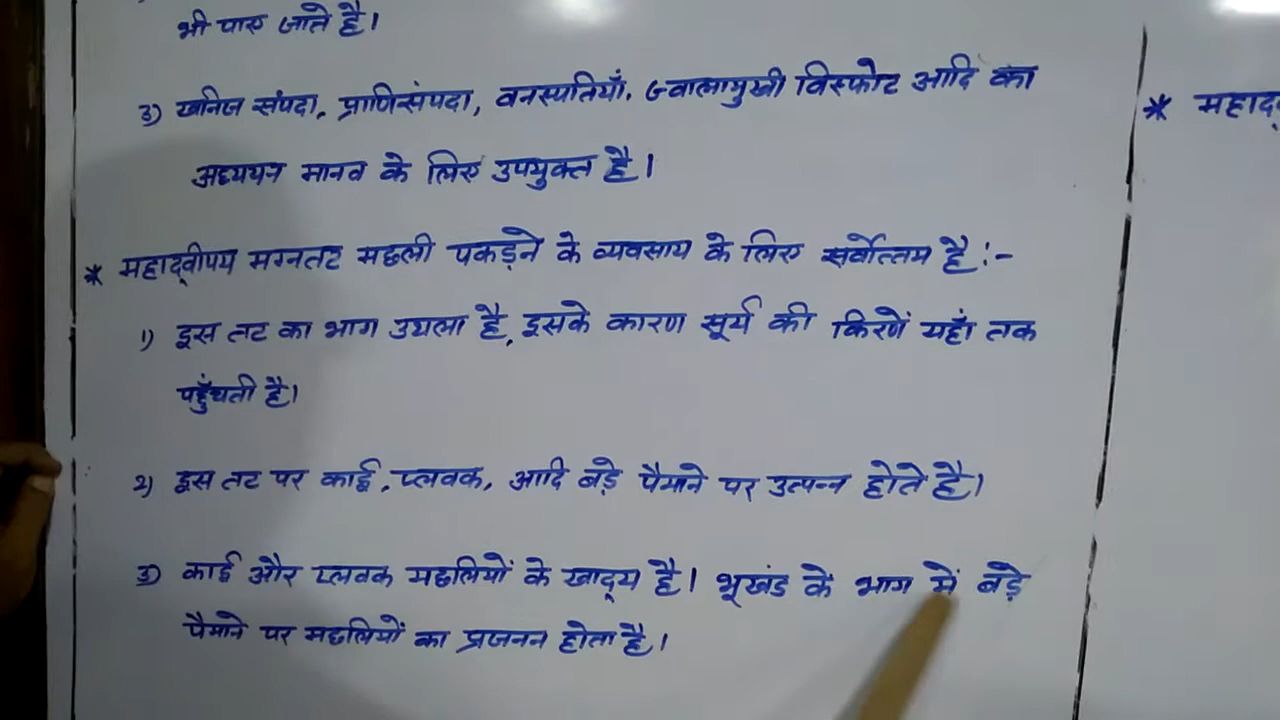 भी पाए जाते है।
3) खनिज संपदा, प्राणिसंपदा, वनस्पतियाँ, ज्वालामुखी विस्फोट आदि का
अध्ययन मानव के लिए उपयुक्त है।
* महाद्वीपय मग्नतट मछली पकड़ने के व्यवसाय के लिए सर्वोत्तम है :-
1) इस तट का भाग उथला है, इसके कारण सूर्य की किरणें यहाँ तक
पहुँचती है।
2) इस तट पर काई, प्लवक, आदि बड़े पैमाने पर उत्पन्न होते है।
3) काई और प्लवक मछलियों के खाद्य है। भूखंड के भाग में बड़े
पैमाने पर मछलियों का प्रजनन होता है।
*